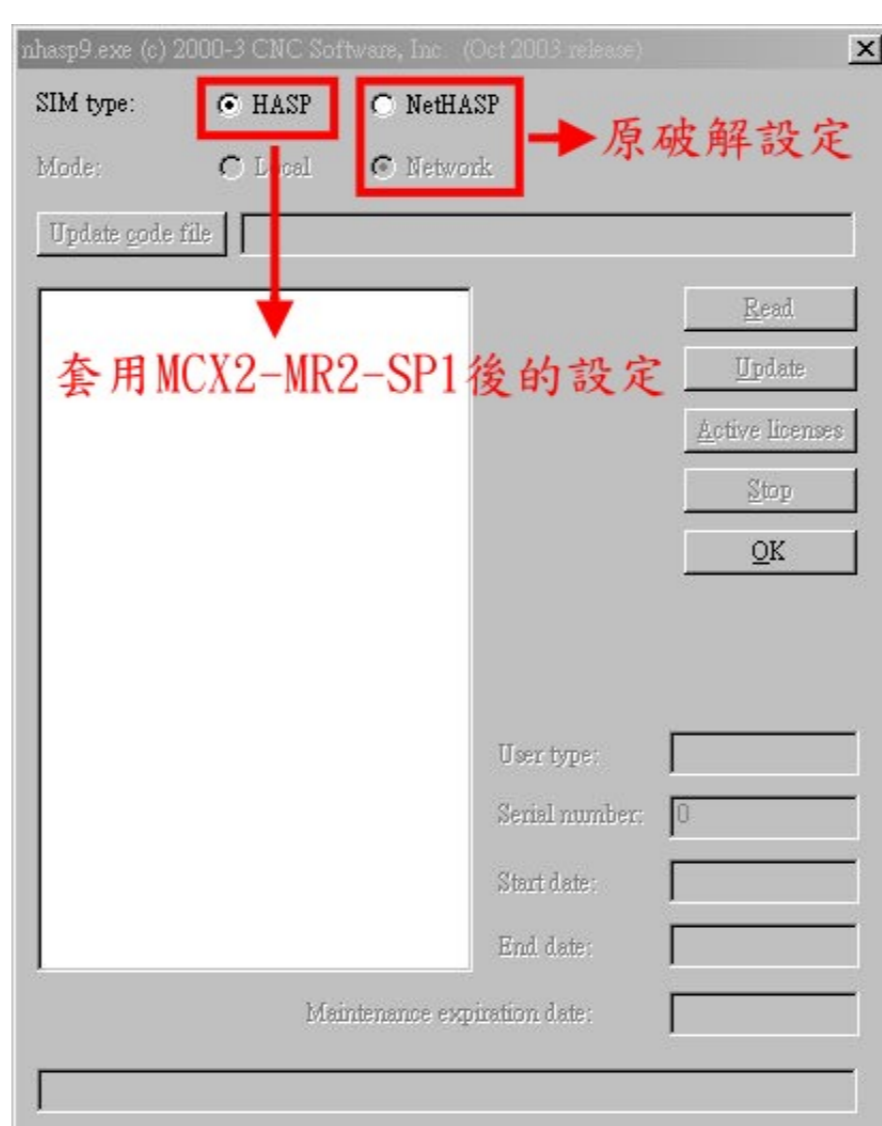 nhasp9.exe (c) 2000-3 CNC Software, Inc. (Oct 2003 release)
SIM type: HASP NetHASP
原破解設定
Mode: Local Network
Update code file
Read
套用MCX2-MR2-SP1後的設定
Update
Active licenses
Stop
OK
User type:
Serial number: 0
Start date:
End date:
Maintenance expiration date: